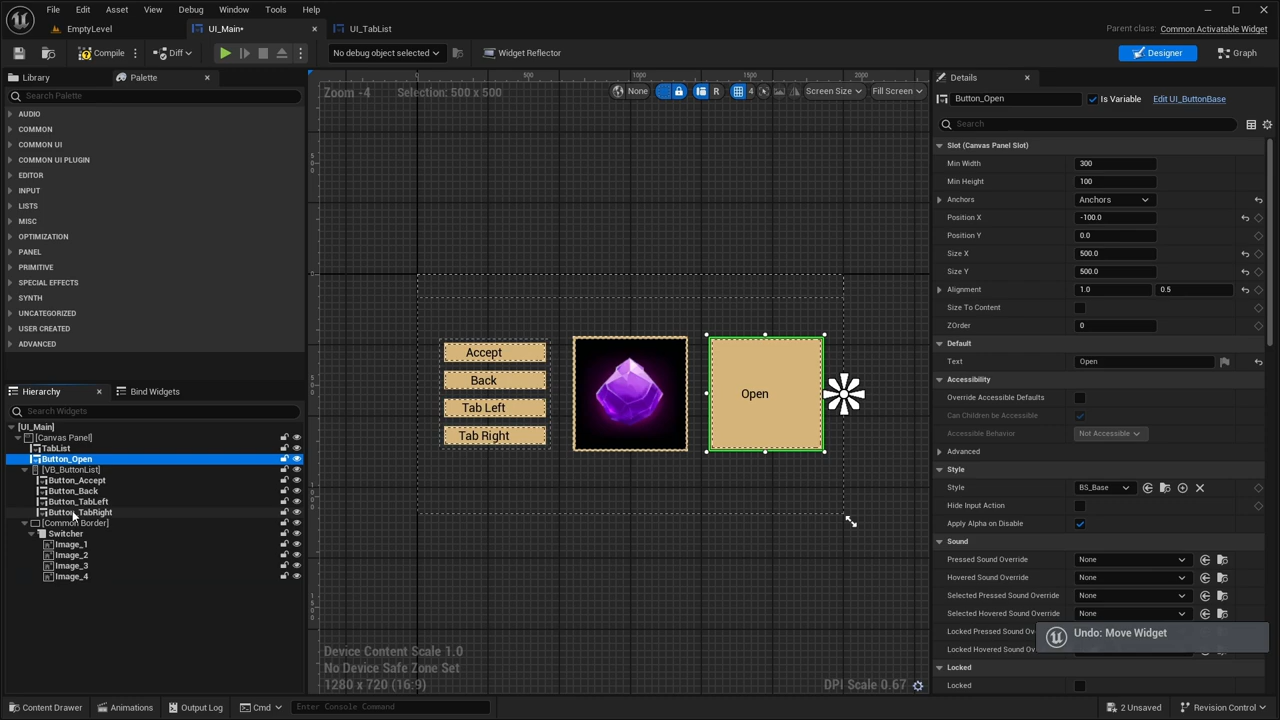 File Edit Asset View Debug Window Tools Help
EmptyLevel UI_Main* UI_TabList Parent class: Common Activatable Widget
Compile Diff No debug object selected Widget Reflector Designer Graph
Library Palette
Search Palette
AUDIO
COMMON
COMMON UI
COMMON UI PLUGIN
EDITOR
INPUT
LISTS
MISC
OPTIMIZATION
PANEL
PRIMITIVE
SPECIAL EFFECTS
SYNTH
UNCATEGORIZED
USER CREATED
ADVANCED
Hierarchy Bind Widgets
Search Widgets
[UI_Main]
[Canvas Panel]
TabList
Button_Open
[VB_ButtonList]
Button_Accept
Button_Back
Button_TabLeft
Button_TabRight
[Common Border]
Switcher
Image_1
Image_2
Image_3
Image_4
0 500 1000 1500 2000
Zoom -4 Selection: 500 x 500 None R 4 Screen Size Fill Screen
Accept
Back
Tab Left
Tab Right
Open
Device Content Scale 1.0
No Device Safe Zone Set
1280 x 720 (16:9) DPI Scale 0.67
Details
Button_Open Is Variable Edit UI_ButtonBase
Search
Slot (Canvas Panel Slot)
Min Width 300
Min Height 100
Anchors Anchors
Position X -100.0
Position Y 0.0
Size X 500.0
Size Y 500.0
Alignment 1.0 0.5
Size To Content
ZOrder 0
Default
Text Open
Accessibility
Override Accessible Defaults
Can Children be Accessible
Accessible Behavior Not Accessible
Advanced
Style
Style BS_Base
Hide Input Action
Apply Alpha on Disable
Sound
Pressed Sound Override None
Hovered Sound Override None
Selected Pressed Sound Override None
Selected Hovered Sound Override None
Locked Pressed Sound Ov
Locked Hovered Sound Ov
Undo: Move Widget
Locked
Locked
Content Drawer Animations Output Log Cmd Enter Console Command 2 Unsaved Revision Control